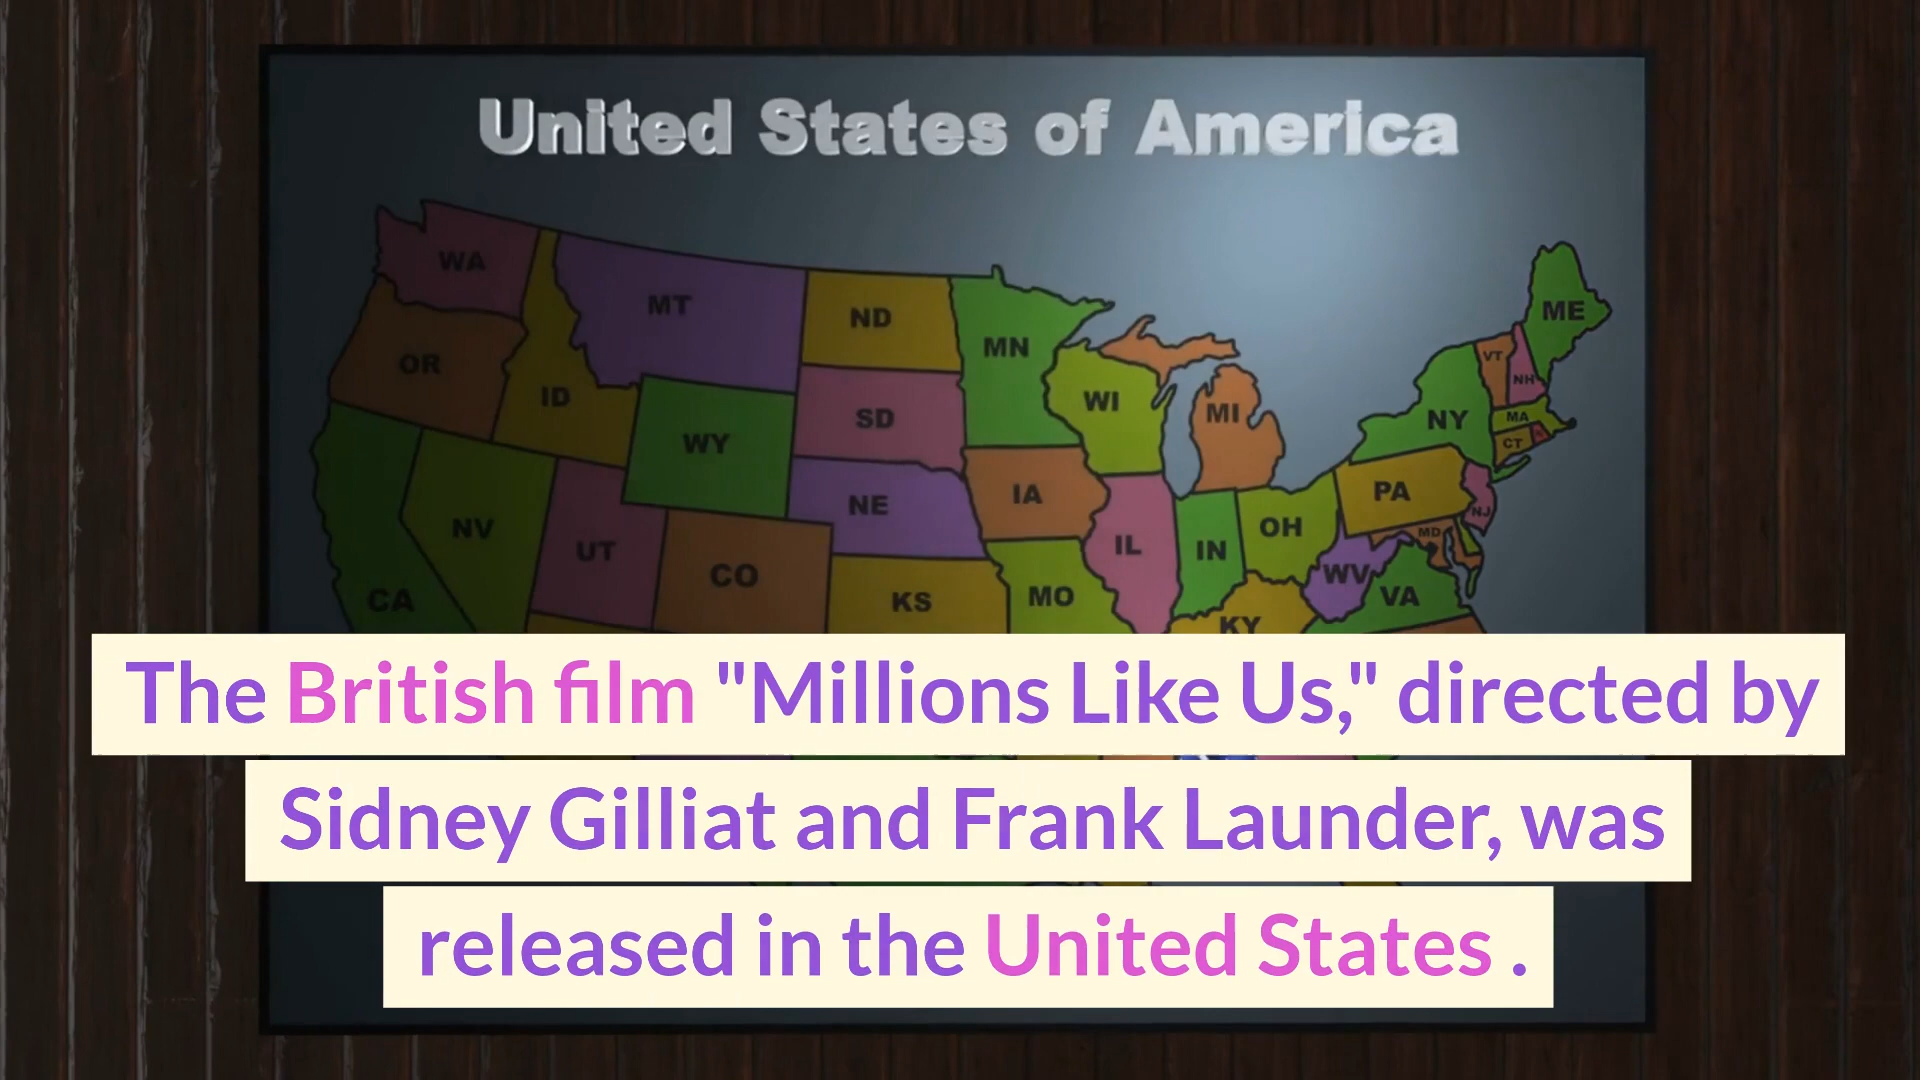 United States of America
WA
MT
ND
MN
ME
OR
ID
WY
SD
WI
MI
VT
NH
NY
MA
CT
NV
UT
CO
NE
IA
IL
IN
OH
PA
NJ
MD
WV
VA
CA
KS
MO
KY
The British film "Millions Like Us," directed by
Sidney Gilliat and Frank Launder, was
released in the United States .